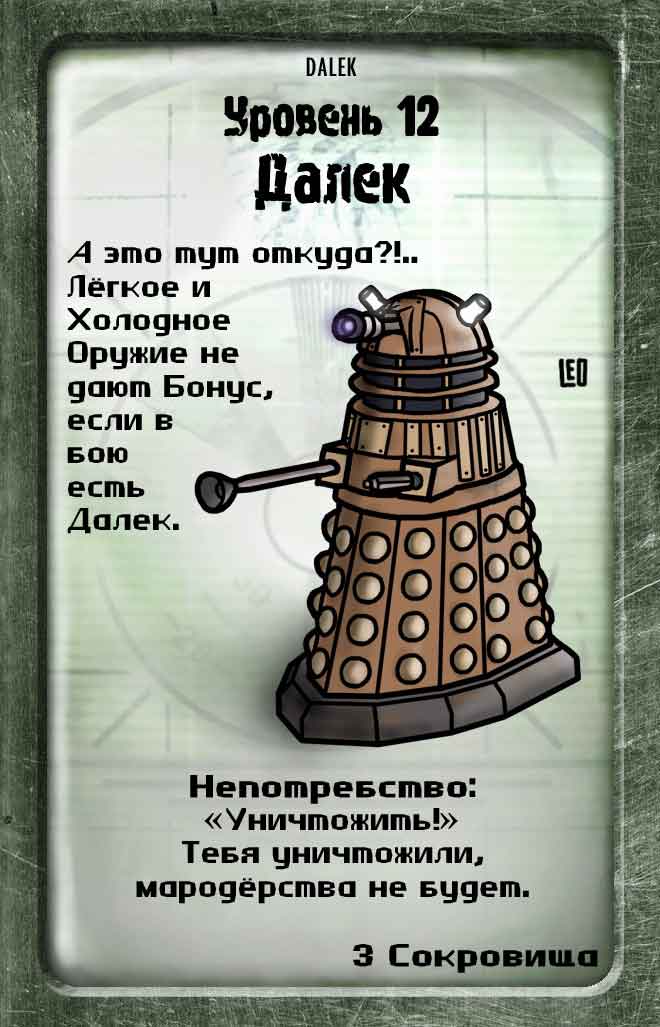 DALEK
Уровень 12
Далек
А это тут откуда?!..
Лёгкое и
Холодное
Оружие не
дают Бонус,
если в
бою
есть
Далек.
LEO
Непотребство:
«Уничтожить!»
Тебя уничтожили,
мародёрства не будет.
3 Сокровища